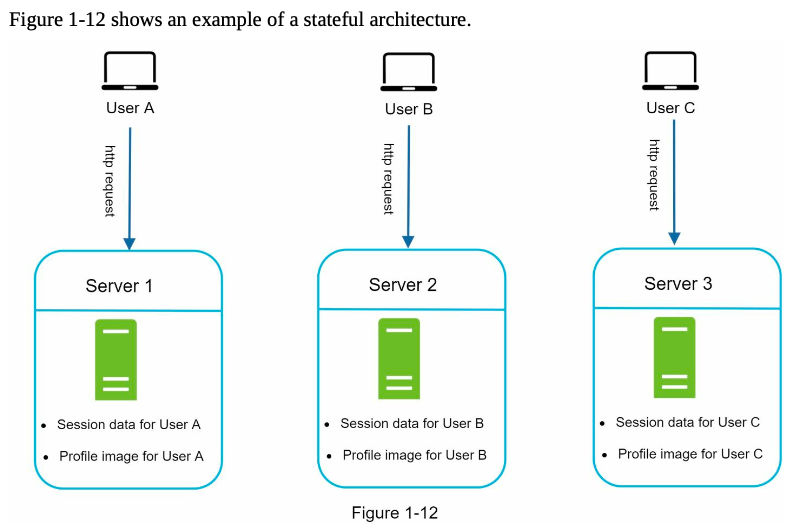 Figure 1-12 shows an example of a stateful architecture.
User A
User B
User C
http request
http request
http request
Server 1
Server 2
Server 3
• Session data for User A
• Profile image for User A
• Session data for User B
• Profile image for User B
• Session data for User C
• Profile image for User C
Figure 1-12